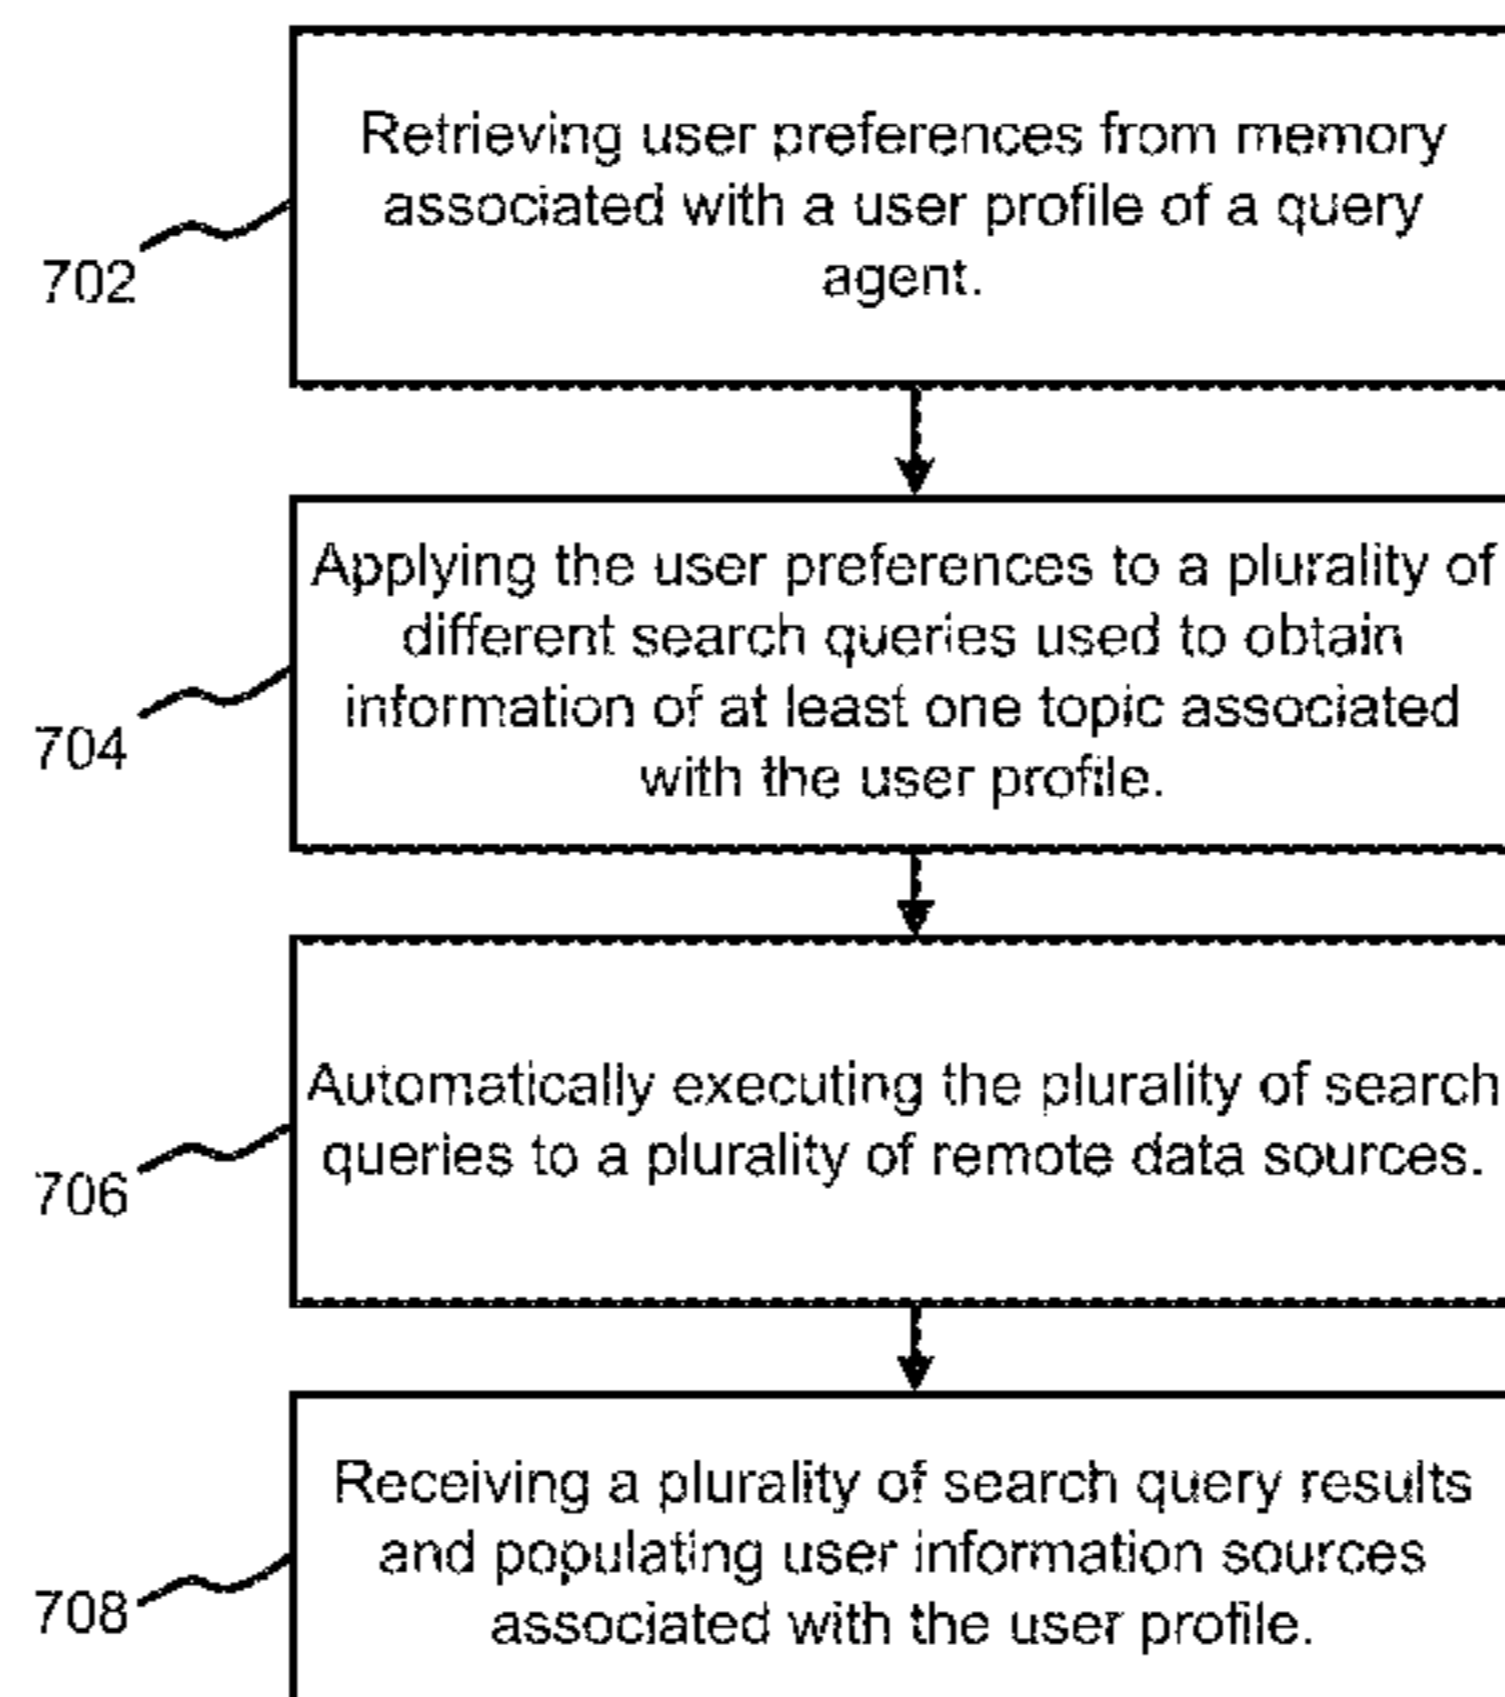 Retrieving user preferences from memory
associated with a user profile of a query
agent.
702
Applying the user preferences to a plurality of
different search queries used to obtain
information of at least one topic associated
with the user profile.
704
Automatically executing the plurality of search
queries to a plurality of remote data sources.
706
Receiving a plurality of search query results
and populating user information sources
associated with the user profile.
708